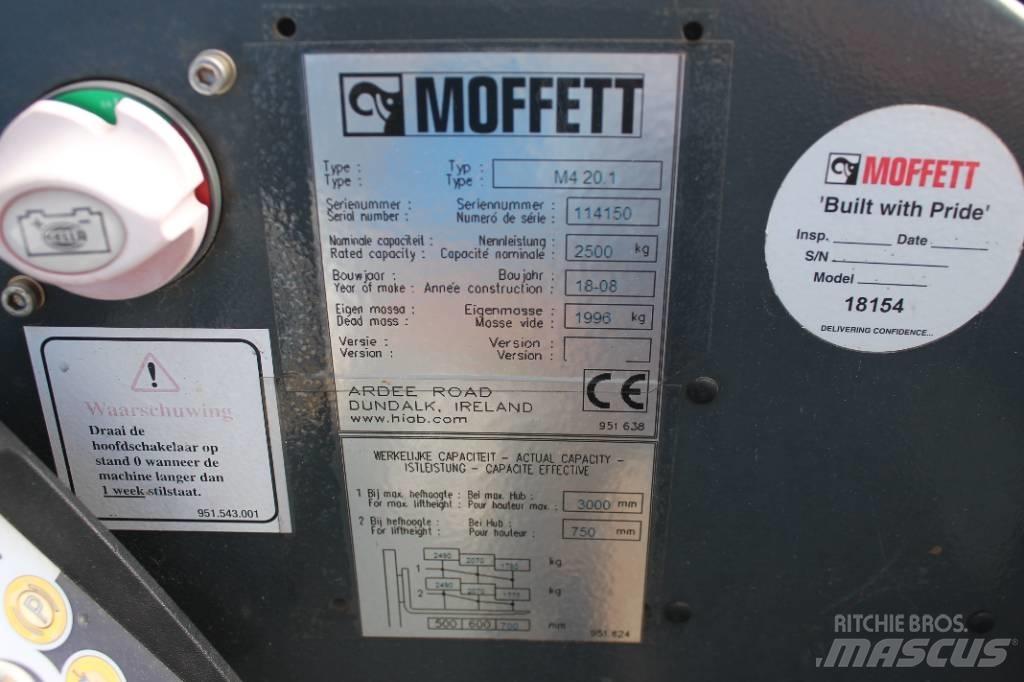 MOFFETT
Type : Typ : M4 20.1
Type : Type :
Serienummer : Seriennummer : 114150
Serial number : Numéro de série :
Nominale capaciteit : Nennleistung : 2500 kg
Rated capacity : Capacité nominale :
Bouwjaar : Baujahr : 18-08
Year of make : Année construction :
Eigen massa : Eigenmosse : 1996 kg
Dead mass : Mosse vide :
Versie : Version :
Version : Version :
ARDEE ROAD
DUNDALK, IRELAND
www.hiab.com
CE
951 638
WERKELIJKE CAPACITEIT - ACTUAL CAPACITY -
ISTLEISTUNG - CAPACITE EFFECTIVE
1 Bij max. hefhoogte : Bei max. Hub : 3000 mm
For max. liftheight : Pour hauteur max. :
2 Bij hefhoogte : Bei Hub : 750 mm
For liftheight : Pour hauteur :
2490 2070 kg
1
2490 2070
2 kg
500 600 700 mm
951.624
Waarschuwing
Draai de
hoofdschakelaar op
stand 0 wanneer de
machine langer dan
1 week stilstaat.
951.543.001
MOFFETT
'Built with Pride'
Insp. Date
S/N
Model
18154
DELIVERING CONFIDENCE...
P
RITCHIE BROS.
MASCUS